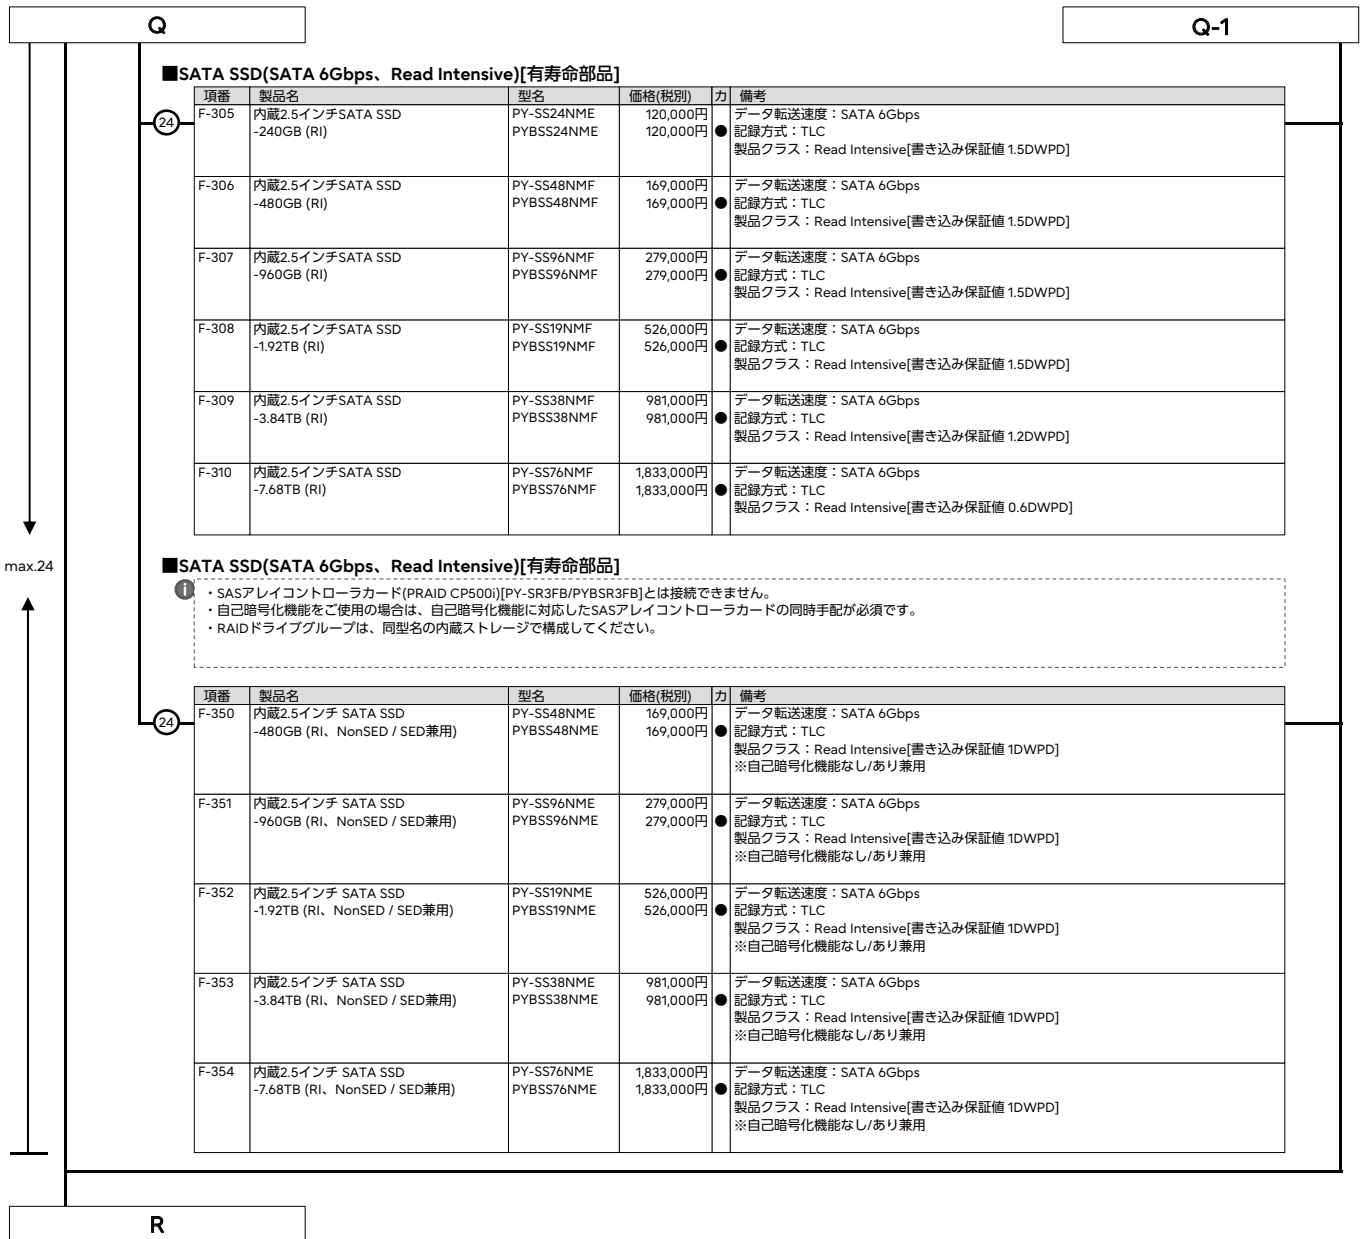 Q
Q-1
■SATA SSD(SATA 6Gbps、Read Intensive)[有寿命部品]
項番 製品名 型名 価格(税別) カ 備考
24
F-305 内蔵2.5インチSATA SSD PY-SS24NME 120,000円 データ転送速度：SATA 6Gbps
-240GB (RI) PYBSS24NME 120,000円 ● 記録方式：TLC
製品クラス：Read Intensive[書き込み保証値 1.5DWPD]
F-306 内蔵2.5インチSATA SSD PY-SS48NMF 169,000円 データ転送速度：SATA 6Gbps
-480GB (RI) PYBSS48NMF 169,000円 ● 記録方式：TLC
製品クラス：Read Intensive[書き込み保証値 1.5DWPD]
F-307 内蔵2.5インチSATA SSD PY-SS96NMF 279,000円 データ転送速度：SATA 6Gbps
-960GB (RI) PYBSS96NMF 279,000円 ● 記録方式：TLC
製品クラス：Read Intensive[書き込み保証値 1.5DWPD]
F-308 内蔵2.5インチSATA SSD PY-SS19NMF 526,000円 データ転送速度：SATA 6Gbps
-1.92TB (RI) PYBSS19NMF 526,000円 ● 記録方式：TLC
製品クラス：Read Intensive[書き込み保証値 1.5DWPD]
F-309 内蔵2.5インチSATA SSD PY-SS38NMF 981,000円 データ転送速度：SATA 6Gbps
-3.84TB (RI) PYBSS38NMF 981,000円 ● 記録方式：TLC
製品クラス：Read Intensive[書き込み保証値 1.2DWPD]
F-310 内蔵2.5インチSATA SSD PY-SS76NMF 1,833,000円 データ転送速度：SATA 6Gbps
-7.68TB (RI) PYBSS76NMF 1,833,000円 ● 記録方式：TLC
製品クラス：Read Intensive[書き込み保証値 0.6DWPD]
max.24
■SATA SSD(SATA 6Gbps、Read Intensive)[有寿命部品]
i ・SASアレイコントローラカード(PRAID CP500i)[PY-SR3FB/PYBSR3FB]とは接続できません。
・自己暗号化機能をご使用の場合は、自己暗号化機能に対応したSASアレイコントローラカードの同時手配が必須です。
・RAIDドライブグループは、同型名の内蔵ストレージで構成してください。
項番 製品名 型名 価格(税別) カ 備考
24
F-350 内蔵2.5インチ SATA SSD PY-SS48NME 169,000円 データ転送速度：SATA 6Gbps
-480GB (RI、NonSED / SED兼用) PYBSS48NME 169,000円 ● 記録方式：TLC
製品クラス：Read Intensive[書き込み保証値 1DWPD]
※自己暗号化機能なし/あり兼用
F-351 内蔵2.5インチ SATA SSD PY-SS96NME 279,000円 データ転送速度：SATA 6Gbps
-960GB (RI、NonSED / SED兼用) PYBSS96NME 279,000円 ● 記録方式：TLC
製品クラス：Read Intensive[書き込み保証値 1DWPD]
※自己暗号化機能なし/あり兼用
F-352 内蔵2.5インチ SATA SSD PY-SS19NME 526,000円 データ転送速度：SATA 6Gbps
-1.92TB (RI、NonSED / SED兼用) PYBSS19NME 526,000円 ● 記録方式：TLC
製品クラス：Read Intensive[書き込み保証値 1DWPD]
※自己暗号化機能なし/あり兼用
F-353 内蔵2.5インチ SATA SSD PY-SS38NME 981,000円 データ転送速度：SATA 6Gbps
-3.84TB (RI、NonSED / SED兼用) PYBSS38NME 981,000円 ● 記録方式：TLC
製品クラス：Read Intensive[書き込み保証値 1DWPD]
※自己暗号化機能なし/あり兼用
F-354 内蔵2.5インチ SATA SSD PY-SS76NME 1,833,000円 データ転送速度：SATA 6Gbps
-7.68TB (RI、NonSED / SED兼用) PYBSS76NME 1,833,000円 ● 記録方式：TLC
製品クラス：Read Intensive[書き込み保証値 1DWPD]
※自己暗号化機能なし/あり兼用
R